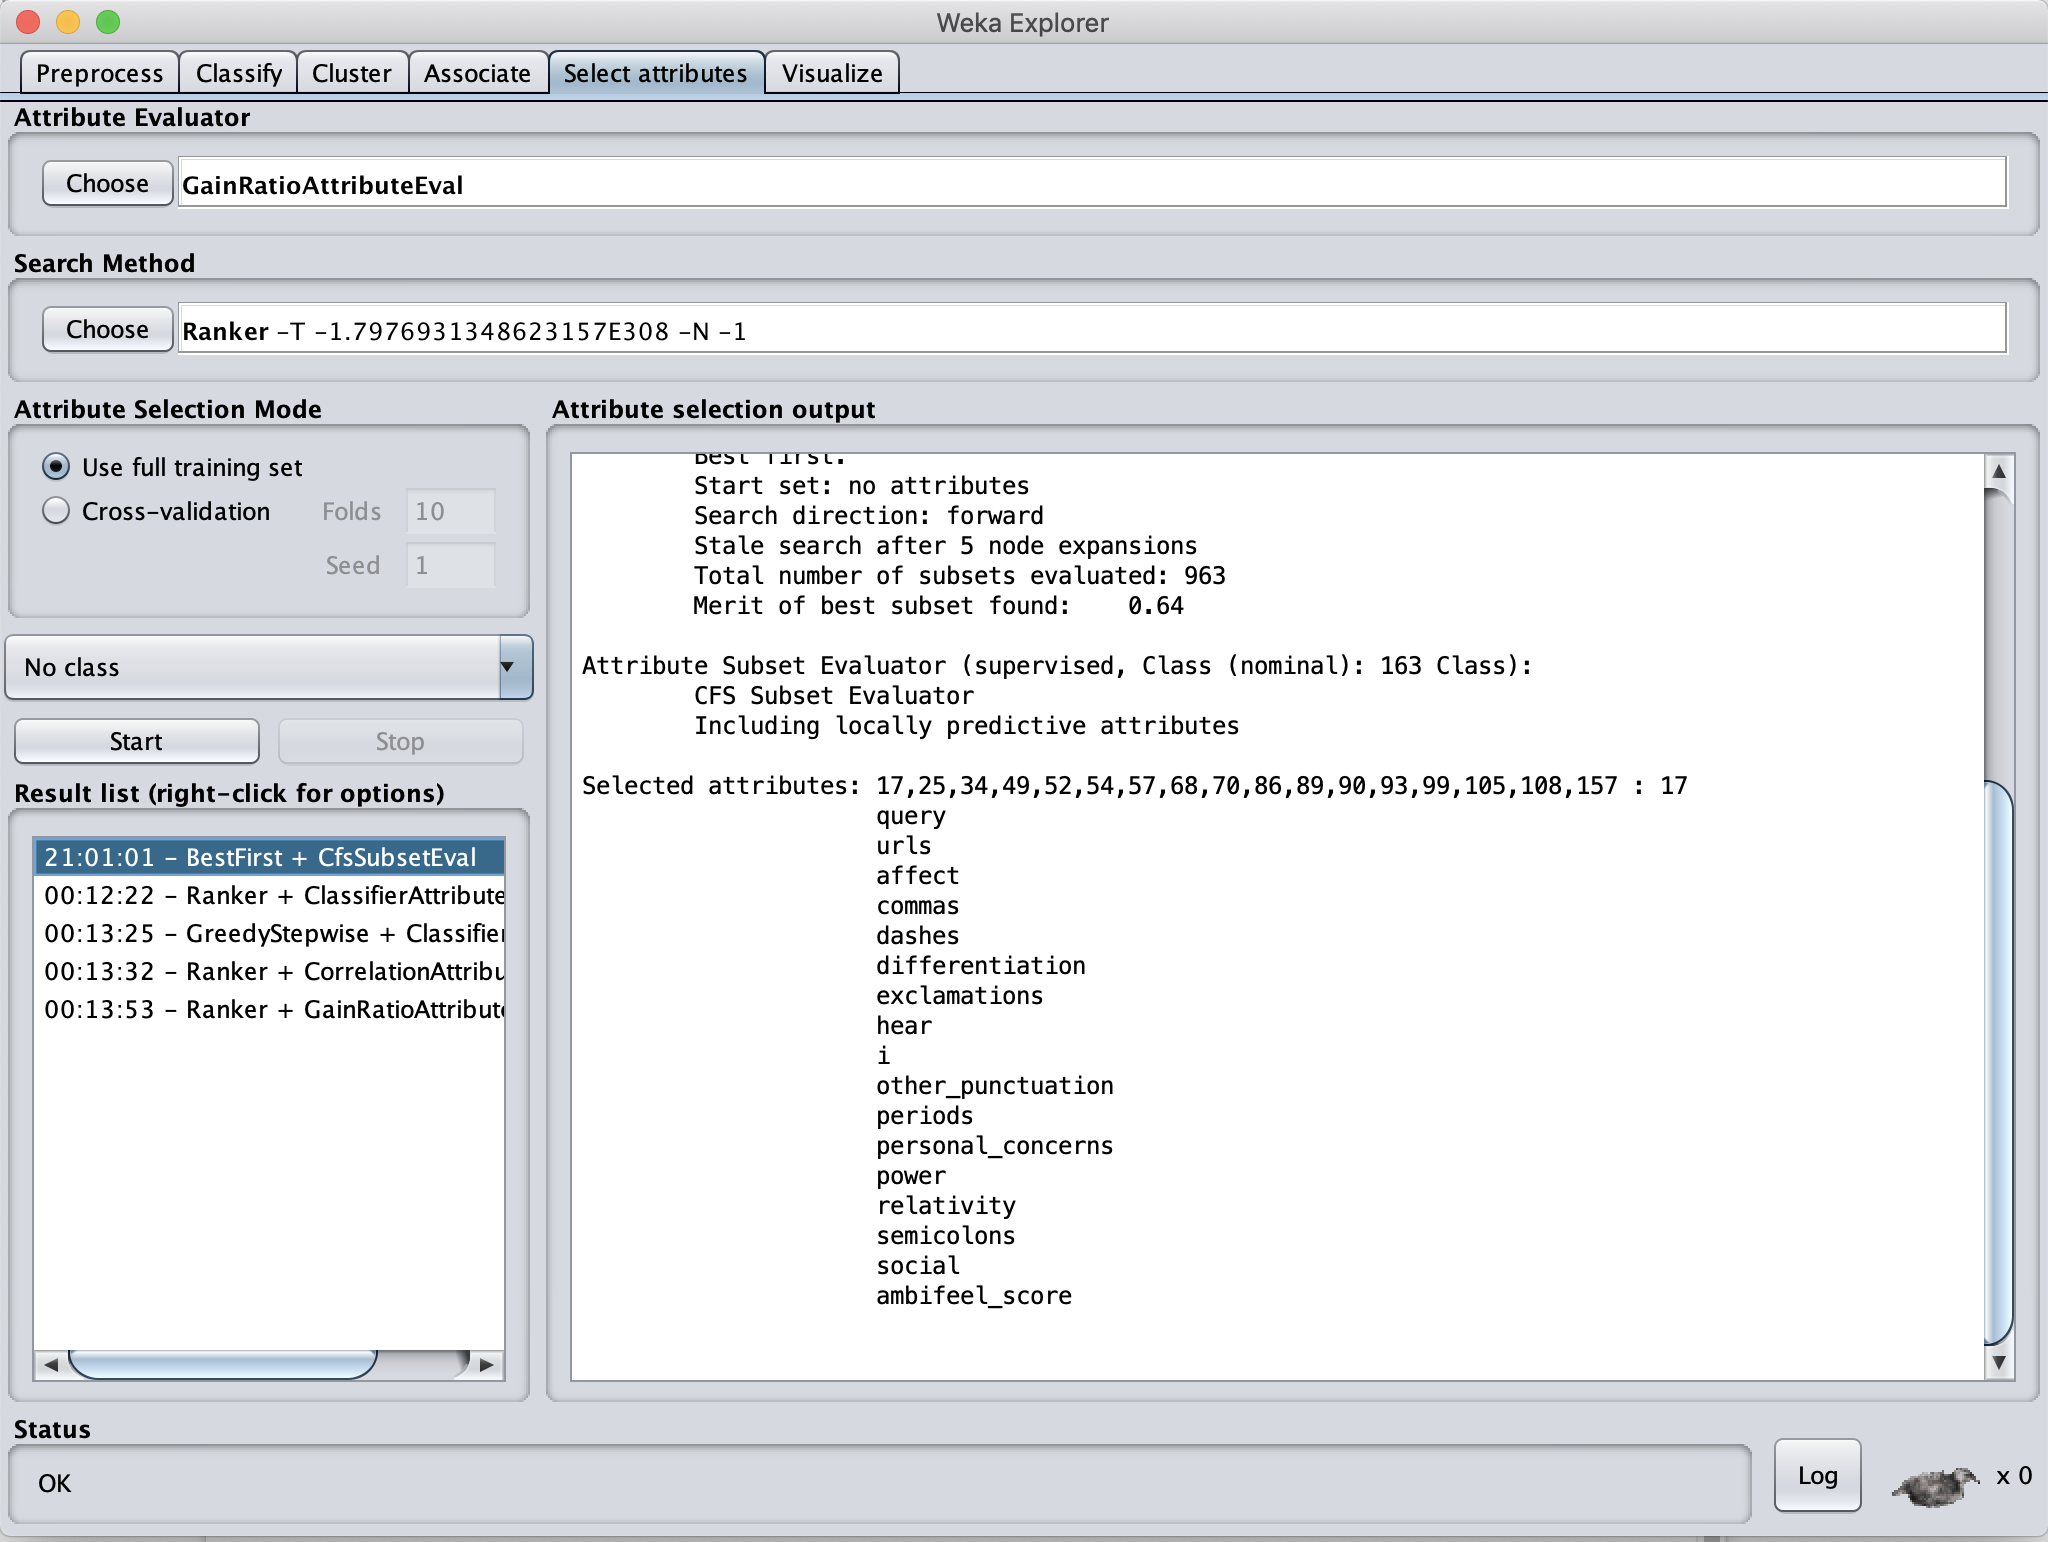 Weka Explorer
Preprocess Classify Cluster Associate Select attributes Visualize
Attribute Evaluator
Choose GainRatioAttributeEval
Search Method
Choose Ranker -T -1.7976931348623157E308 -N -1
Attribute Selection Mode
Use full training set
Cross-validation Folds 10
Seed 1
No class
Start Stop
Result list (right-click for options)
21:01:01 - BestFirst + CfsSubsetEval
00:12:22 - Ranker + ClassifierAttribute
00:13:25 - GreedyStepwise + Classifier
00:13:32 - Ranker + CorrelationAttribu
00:13:53 - Ranker + GainRatioAttribute
Attribute selection output
Best first.
Start set: no attributes
Search direction: forward
Stale search after 5 node expansions
Total number of subsets evaluated: 963
Merit of best subset found: 0.64
Attribute Subset Evaluator (supervised, Class (nominal): 163 Class):
CFS Subset Evaluator
Including locally predictive attributes
Selected attributes: 17,25,34,49,52,54,57,68,70,86,89,90,93,99,105,108,157 : 17
query
urls
affect
commas
dashes
differentiation
exclamations
hear
i
other_punctuation
periods
personal_concerns
power
relativity
semicolons
social
ambifeel_score
Status
OK
Log
x 0